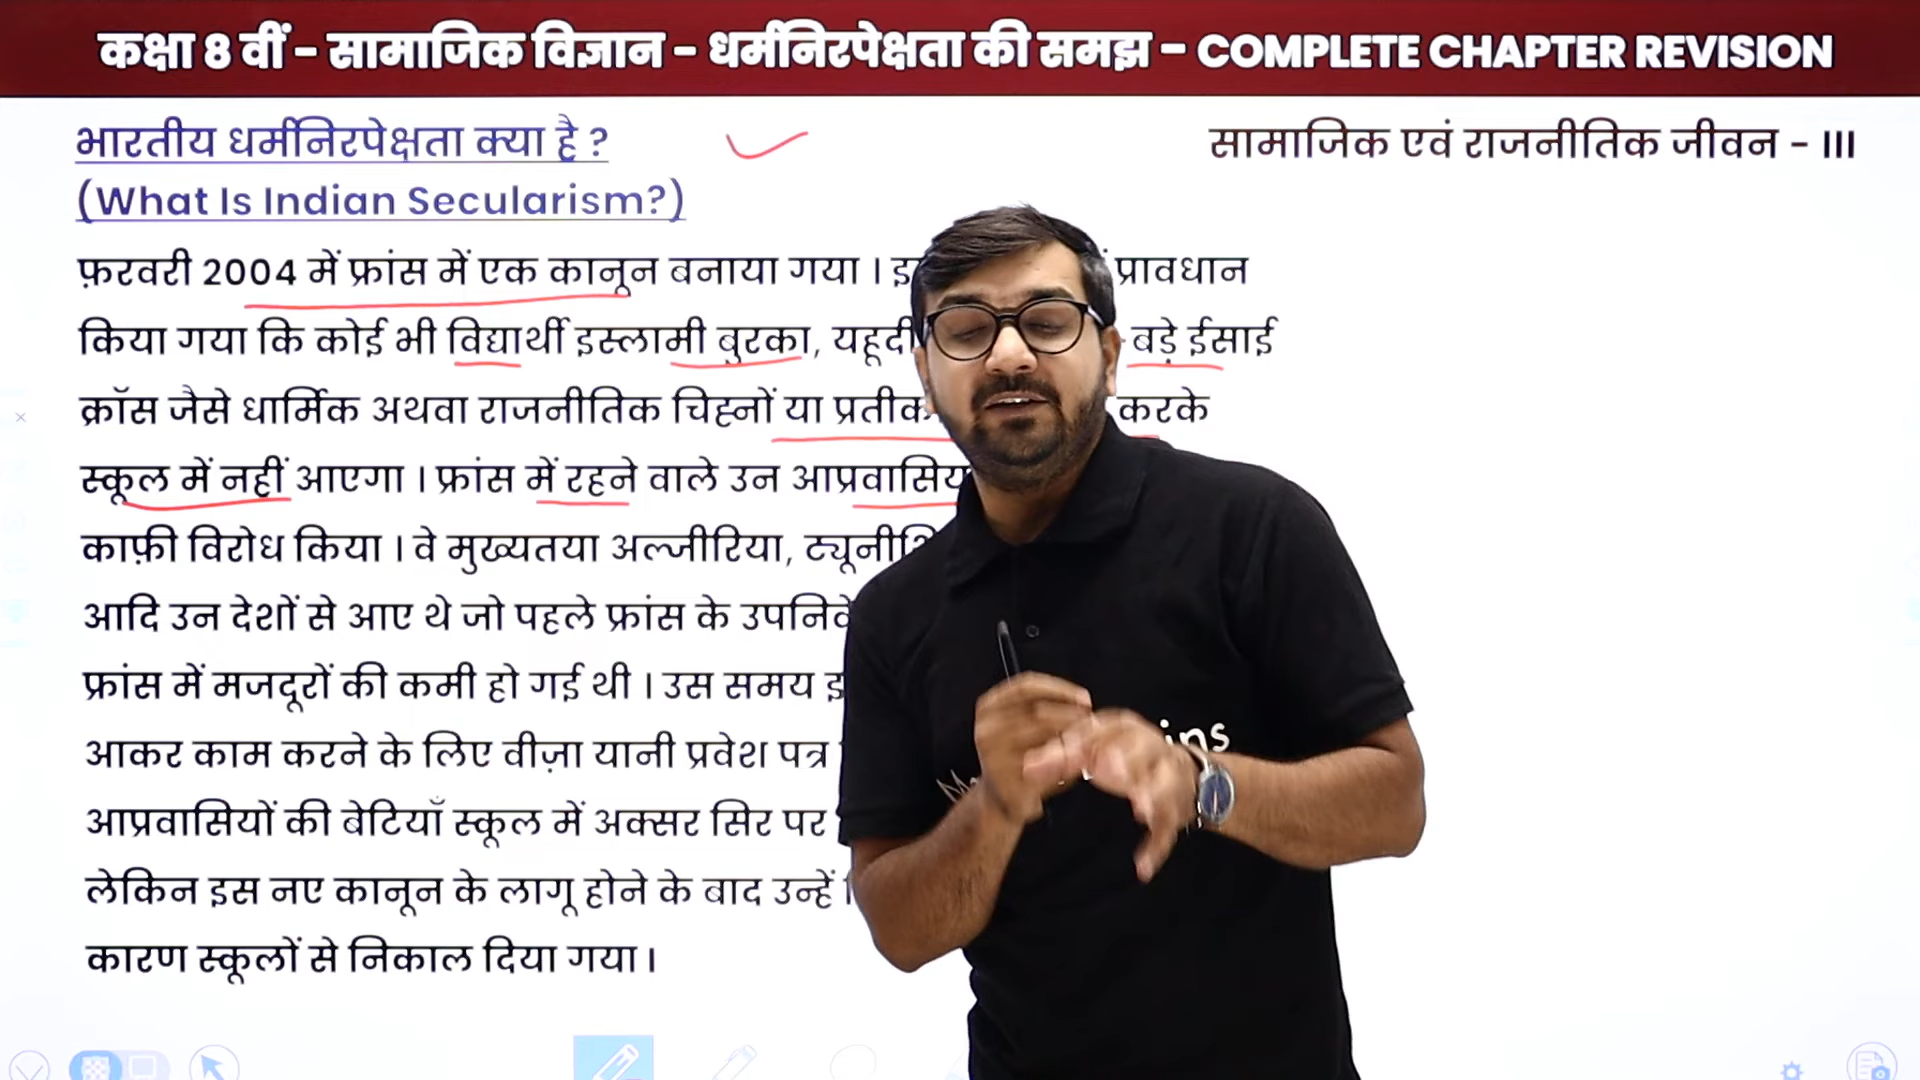 कक्षा 8 वीं - सामाजिक विज्ञान - धर्मनिरपेक्षता की समझ - COMPLETE CHAPTER REVISION
भारतीय धर्मनिरपेक्षता क्या है ?
सामाजिक एवं राजनीतिक जीवन - III
(What Is Indian Secularism?)
फ़रवरी 2004 में फ्रांस में एक कानून बनाया गया । प्रावधान
किया गया कि कोई भी विद्यार्थी इस्लामी बुरका, यहूदी बड़े ईसाई
क्रॉस जैसे धार्मिक अथवा राजनीतिक चिह्नों या करके
स्कूल में नहीं आएगा । फ्रांस में रहने वाले उन
काफ़ी विरोध किया । वे मुख्यतया अल्जीरिया,
आदि उन देशों से आए थे जो पहले फ्रांस के
फ्रांस में मजदूरों की कमी हो गई थी । उस समय
आकर काम करने के लिए वीज़ा यानी प्रवेश पत्र
आप्रवासियों की बेटियाँ स्कूल में अक्सर सिर पर
लेकिन इस नए कानून के लागू होने के बाद उन्हें
कारण स्कूलों से निकाल दिया गया ।